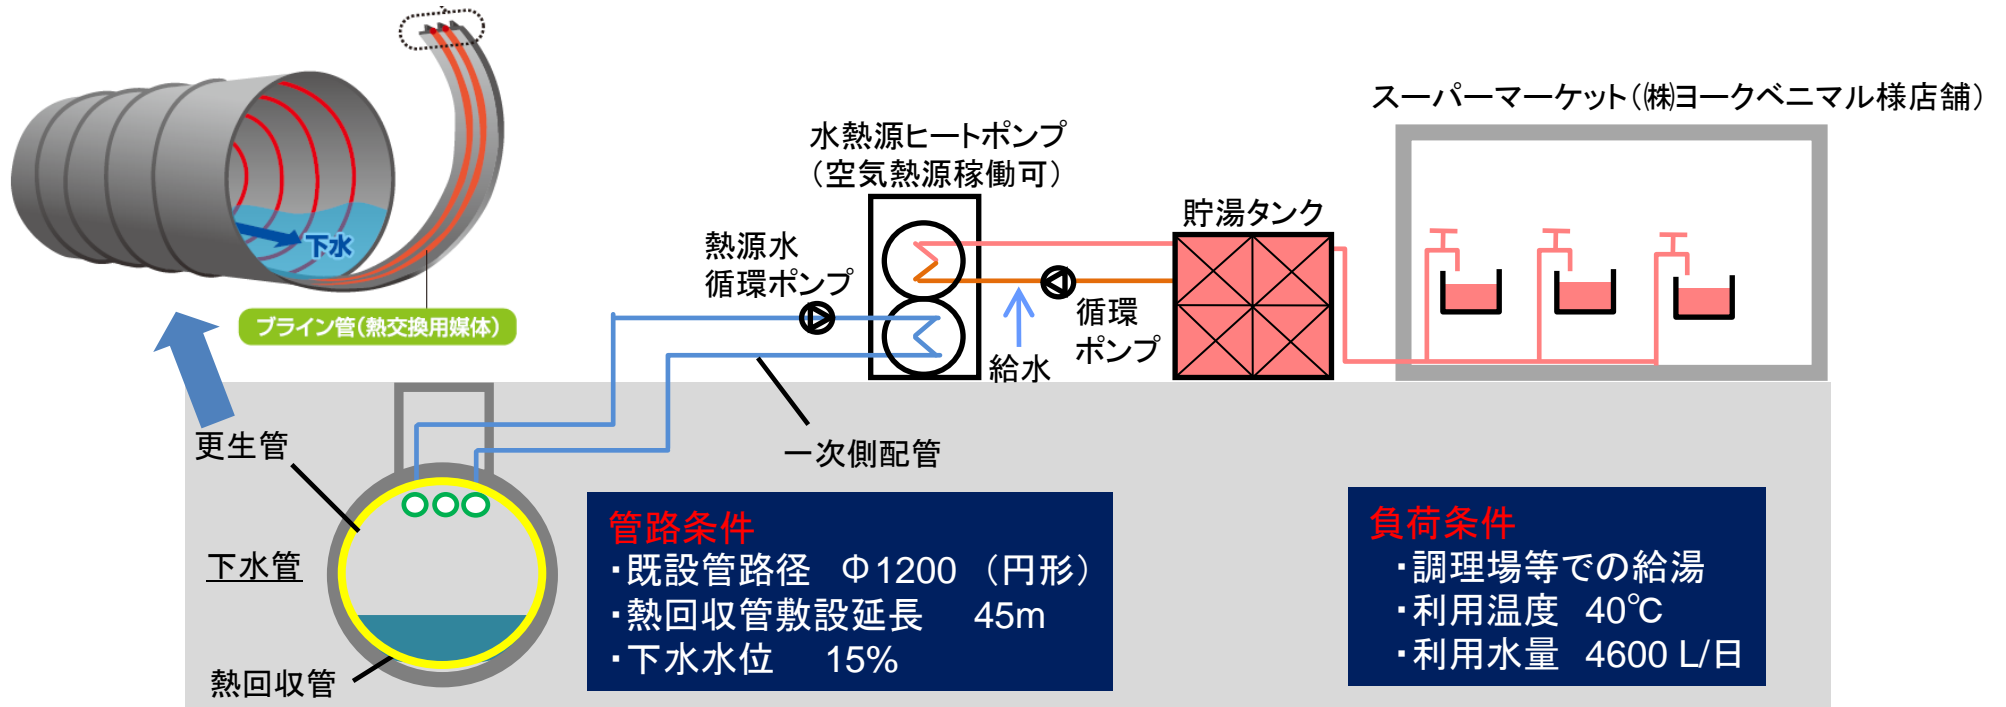 スーパーマーケット（㈱ヨークベニマル様店舗）
水熱源ヒートポンプ
（空気熱源稼働可）
貯湯タンク
熱源水
循環ポンプ
下水
ブライン管（熱交換用媒体）
循環
ポンプ
給水
更生管
一次側配管
下水管
熱回収管
管路条件
・既設管路径　Φ1200 （円形）
・熱回収管敷設延長　45m
・下水水位　15%
負荷条件
・調理場等での給湯
・利用温度　40℃
・利用水量　4600 L/日